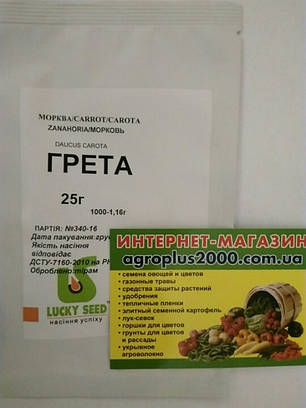 МОРКВА/CARROT/CAROTA
ZANAHORIA/МОРКОВЬ
DAUCUS CAROTA
ГРЕТА
25г
1000-1,16г
ПАРТІЯ: №340-16
Дата пакування:
Якість насіння
відповідає
ДСТУ-7160-2010 на
Оброблено:тірам
LUCKY SEED
насіння успіху
ИНТЕРНЕТ-МАГАЗИН
agroplus2000.com.ua
• семена овощей и цветов
• газонные травы
• средства защиты растений
• удобрения
• тепличные пленки
• элитный семенной картофель
• лук-севок
• горшки для цветов
• грунты для цветов
и рассады
• укрывное
агроволокно